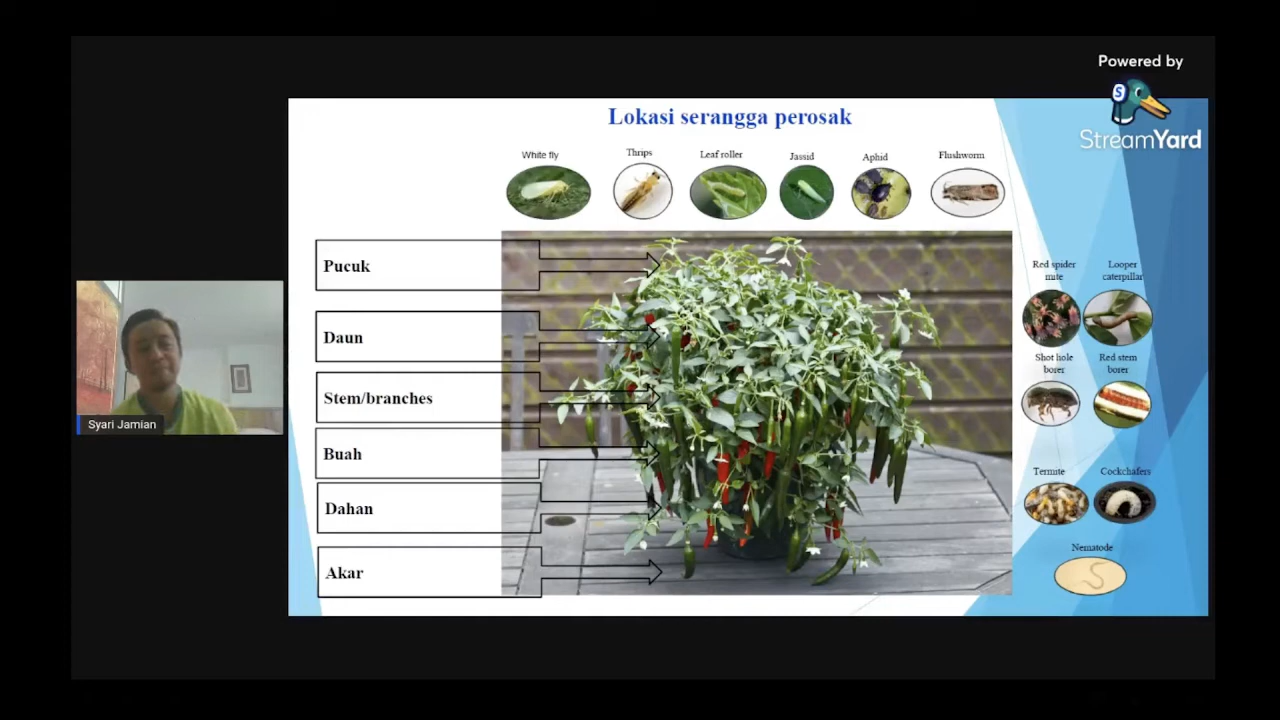 Powered by
StreamYard
Lokasi serangga perosak
White fly
Thrips
Leaf roller
Jassid
Aphid
Flushworm
Pucuk
Daun
Stem/branches
Buah
Dahan
Akar
Red spider
mite
Looper
caterpillar
Shot hole
borer
Red stem
borer
Termite
Cockchafers
Nematode
Syari Jamian